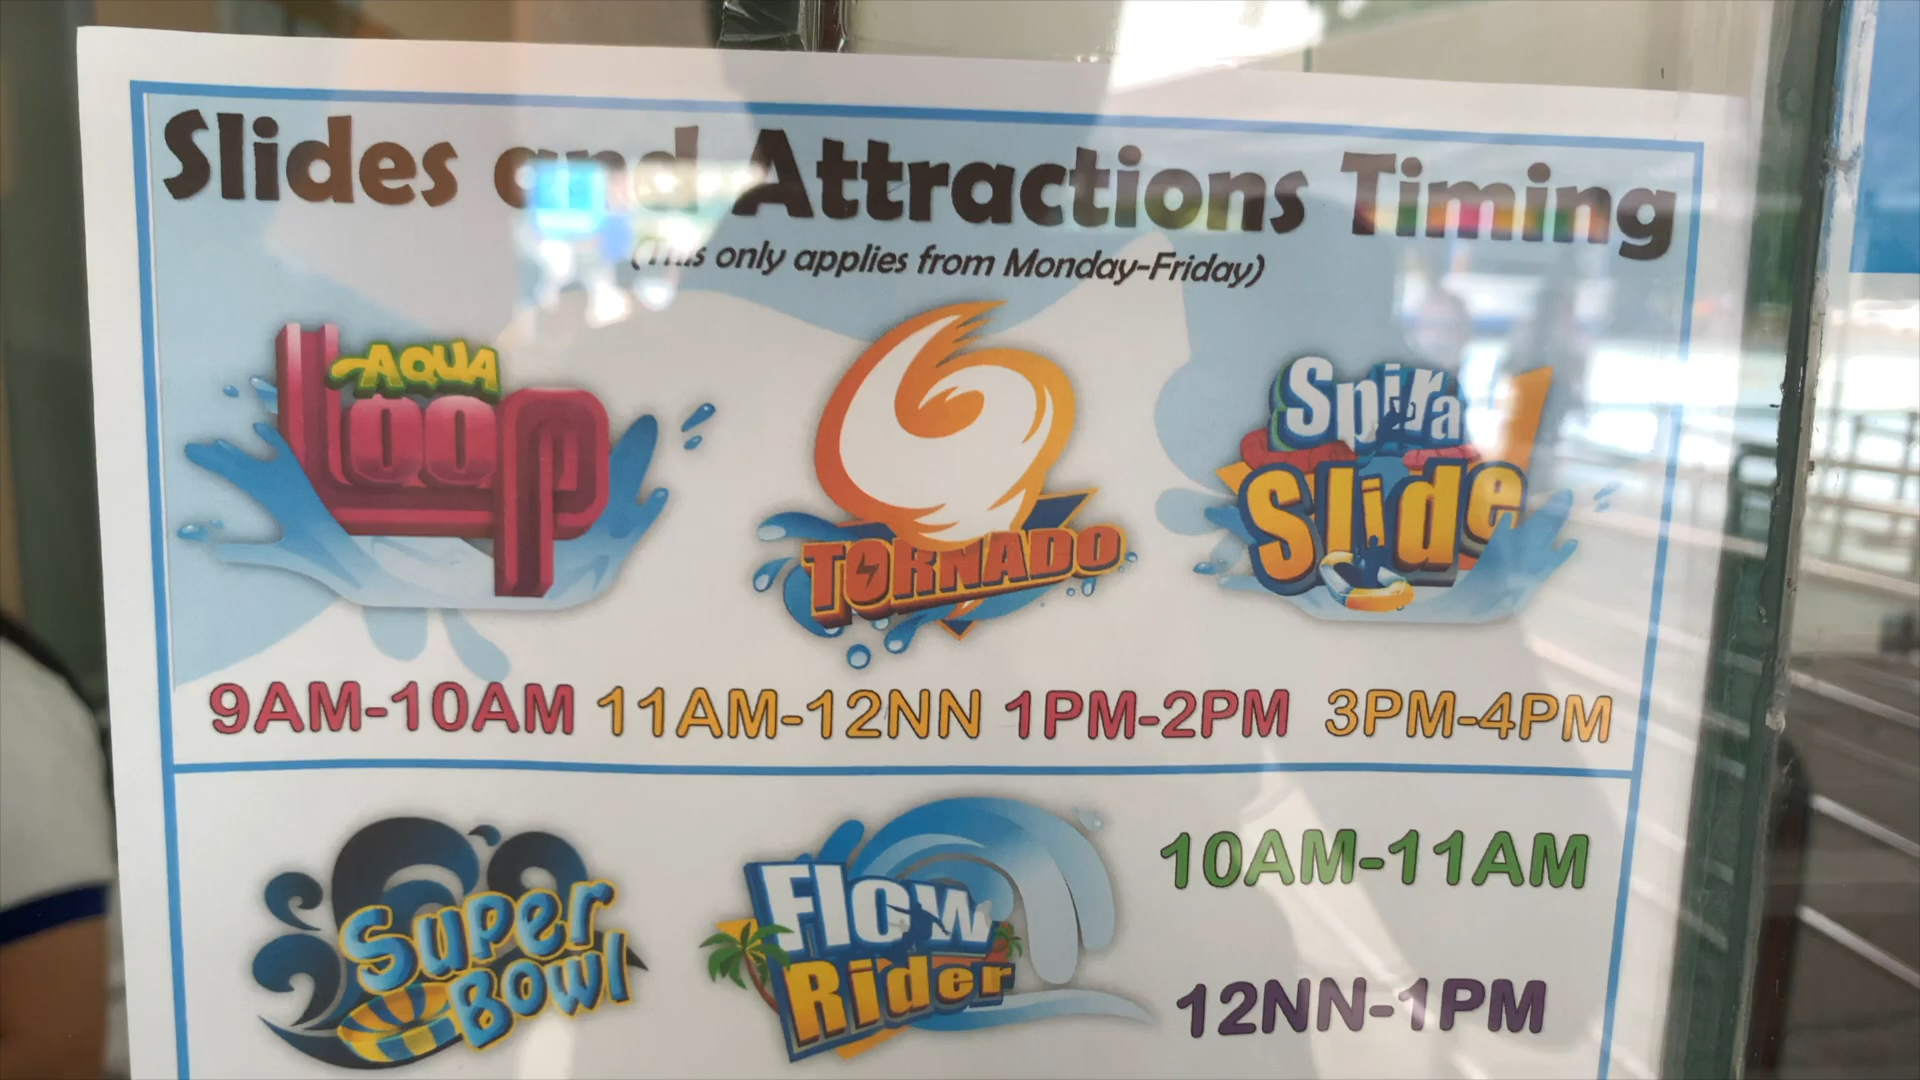 Slides and Attractions Timing
(This only applies from Monday-Friday)
AQUA
Loop
TORNADO
Spiral
Slide
9AM-10AM 11AM-12NN 1PM-2PM 3PM-4PM
Super
Bowl
Flow
Rider
10AM-11AM
12NN-1PM